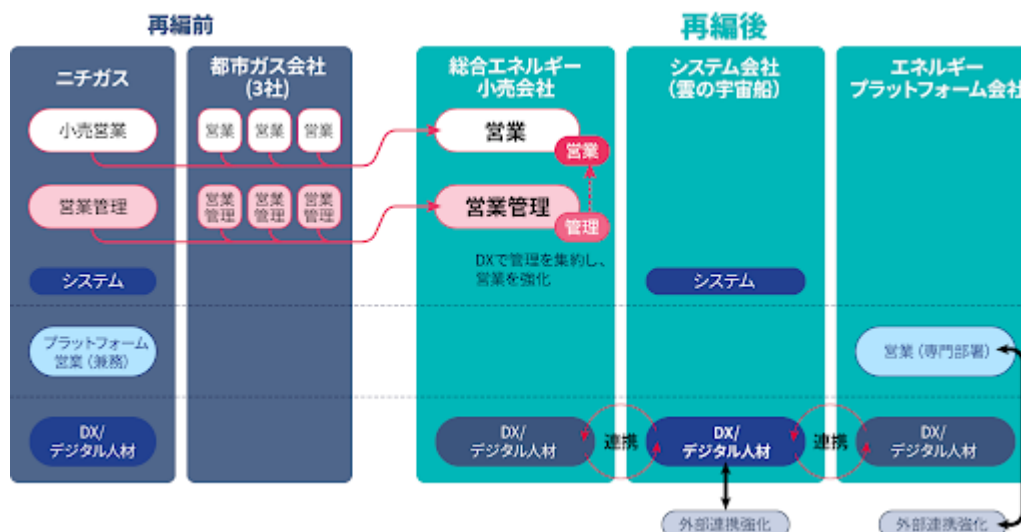 再編前
再編後
ニチガス
都市ガス会社
(3社)
総合エネルギー
小売会社
システム会社
(雲の宇宙船)
エネルギー
プラットフォーム会社
小売営業
営業
営業
営業
営業
営業
営業管理
営業
管理
営業
管理
営業
管理
営業管理
管理
DXで管理を集約し、
営業を強化
システム
システム
プラットフォーム
営業(兼務)
営業(専門部署)
DX/
デジタル人材
DX/
デジタル人材
連携
DX/
デジタル人材
連携
DX/
デジタル人材
外部連携強化
外部連携強化